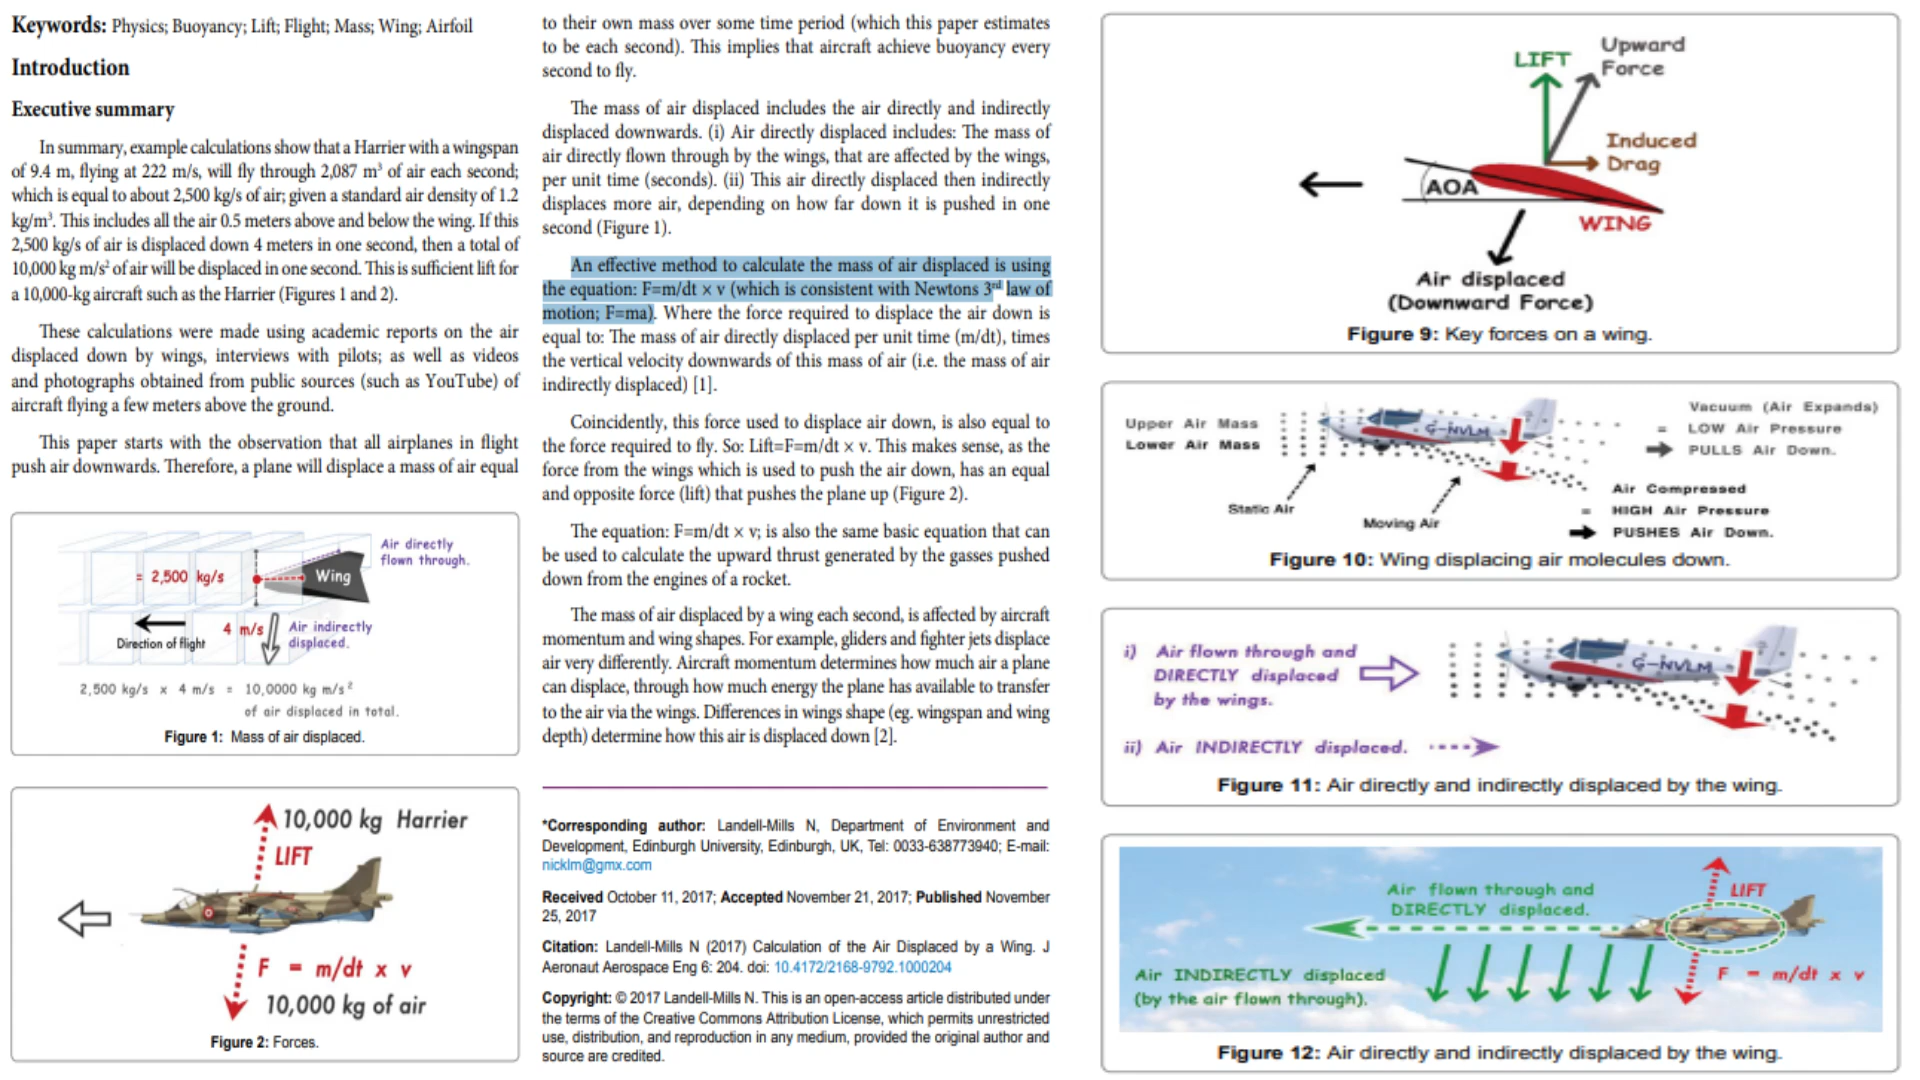 Keywords: Physics; Buoyancy; Lift; Flight; Mass; Wing; Airfoil
Introduction
Executive summary
In summary, example calculations show that a Harrier with a wingspan
of 9.4 m, flying at 222 m/s, will fly through 2,087 m³ of air each second;
which is equal to about 2,500 kg/s of air; given a standard air density of 1.2
kg/m³. This includes all the air 0.5 meters above and below the wing. If this
2,500 kg/s of air is displaced down 4 meters in one second, then a total of
10,000 kg m/s² of air will be displaced in one second. This is sufficient lift for
a 10,000-kg aircraft such as the Harrier (Figures 1 and 2).
These calculations were made using academic reports on the air
displaced down by wings, interviews with pilots; as well as videos
and photographs obtained from public sources (such as YouTube) of
aircraft flying a few meters above the ground.
This paper starts with the observation that all airplanes in flight
push air downwards. Therefore, a plane will displace a mass of air equal
Air directly
flown through.
= 2,500 kg/s
Wing
4 m/s
Air indirectly
displaced.
Direction of flight
2,500 kg/s x 4 m/s = 10,0000 kg m/s²
of air displaced in total.
Figure 1: Mass of air displaced.
10,000 kg Harrier
LIFT
F = m/dt x v
10,000 kg of air
Figure 2: Forces.
to their own mass over some time period (which this paper estimates
to be each second). This implies that aircraft achieve buoyancy every
second to fly.
The mass of air displaced includes the air directly and indirectly
displaced downwards. (i) Air directly displaced includes: The mass of
air directly flown through by the wings, that are affected by the wings,
per unit time (seconds). (ii) This air directly displaced then indirectly
displaces more air, depending on how far down it is pushed in one
second (Figure 1).
An effective method to calculate the mass of air displaced is using
the equation: F=m/dt × v (which is consistent with Newtons 3rd law of
motion; F=ma). Where the force required to displace the air down is
equal to: The mass of air directly displaced per unit time (m/dt), times
the vertical velocity downwards of this mass of air (i.e. the mass of air
indirectly displaced) [1].
Coincidently, this force used to displace air down, is also equal to
the force required to fly. So: Lift=F=m/dt × v. This makes sense, as the
force from the wings which is used to push the air down, has an equal
and opposite force (lift) that pushes the plane up (Figure 2).
The equation: F=m/dt × v; is also the same basic equation that can
be used to calculate the upward thrust generated by the gasses pushed
down from the engines of a rocket.
The mass of air displaced by a wing each second, is affected by aircraft
momentum and wing shapes. For example, gliders and fighter jets displace
air very differently. Aircraft momentum determines how much air a plane
can displace, through how much energy the plane has available to transfer
to the air via the wings. Differences in wings shape (eg. wingspan and wing
depth) determine how this air is displaced down [2].
*Corresponding author: Landell-Mills N, Department of Environment and
Development, Edinburgh University, Edinburgh, UK, Tel: 0033-638773940; E-mail:
nicklm@gmx.com
Received October 11, 2017; Accepted November 21, 2017; Published November
25, 2017
Citation: Landell-Mills N (2017) Calculation of the Air Displaced by a Wing. J
Aeronaut Aerospace Eng 6: 204. doi: 10.4172/2168-9792.1000204
Copyright: © 2017 Landell-Mills N. This is an open-access article distributed under
the terms of the Creative Commons Attribution License, which permits unrestricted
use, distribution, and reproduction in any medium, provided the original author and
source are credited.
LIFT
Upward
Force
Induced
Drag
AOA
WING
Air displaced
(Downward Force)
Figure 9: Key forces on a wing.
Upper Air Mass
Lower Air Mass
G-NVLM
Vacuum (Air Expands)
= LOW Air Pressure
PULLS Air Down.
Static Air
Moving Air
Air Compressed
= HIGH Air Pressure
PUSHES Air Down.
Figure 10: Wing displacing air molecules down.
i) Air flown through and
DIRECTLY displaced
by the wings.
G-NVLM
ii) Air INDIRECTLY displaced.
Figure 11: Air directly and indirectly displaced by the wing.
Air flown through and
DIRECTLY displaced.
LIFT
Air INDIRECTLY displaced
(by the air flown through).
F = m/dt x v
Figure 12: Air directly and indirectly displaced by the wing.